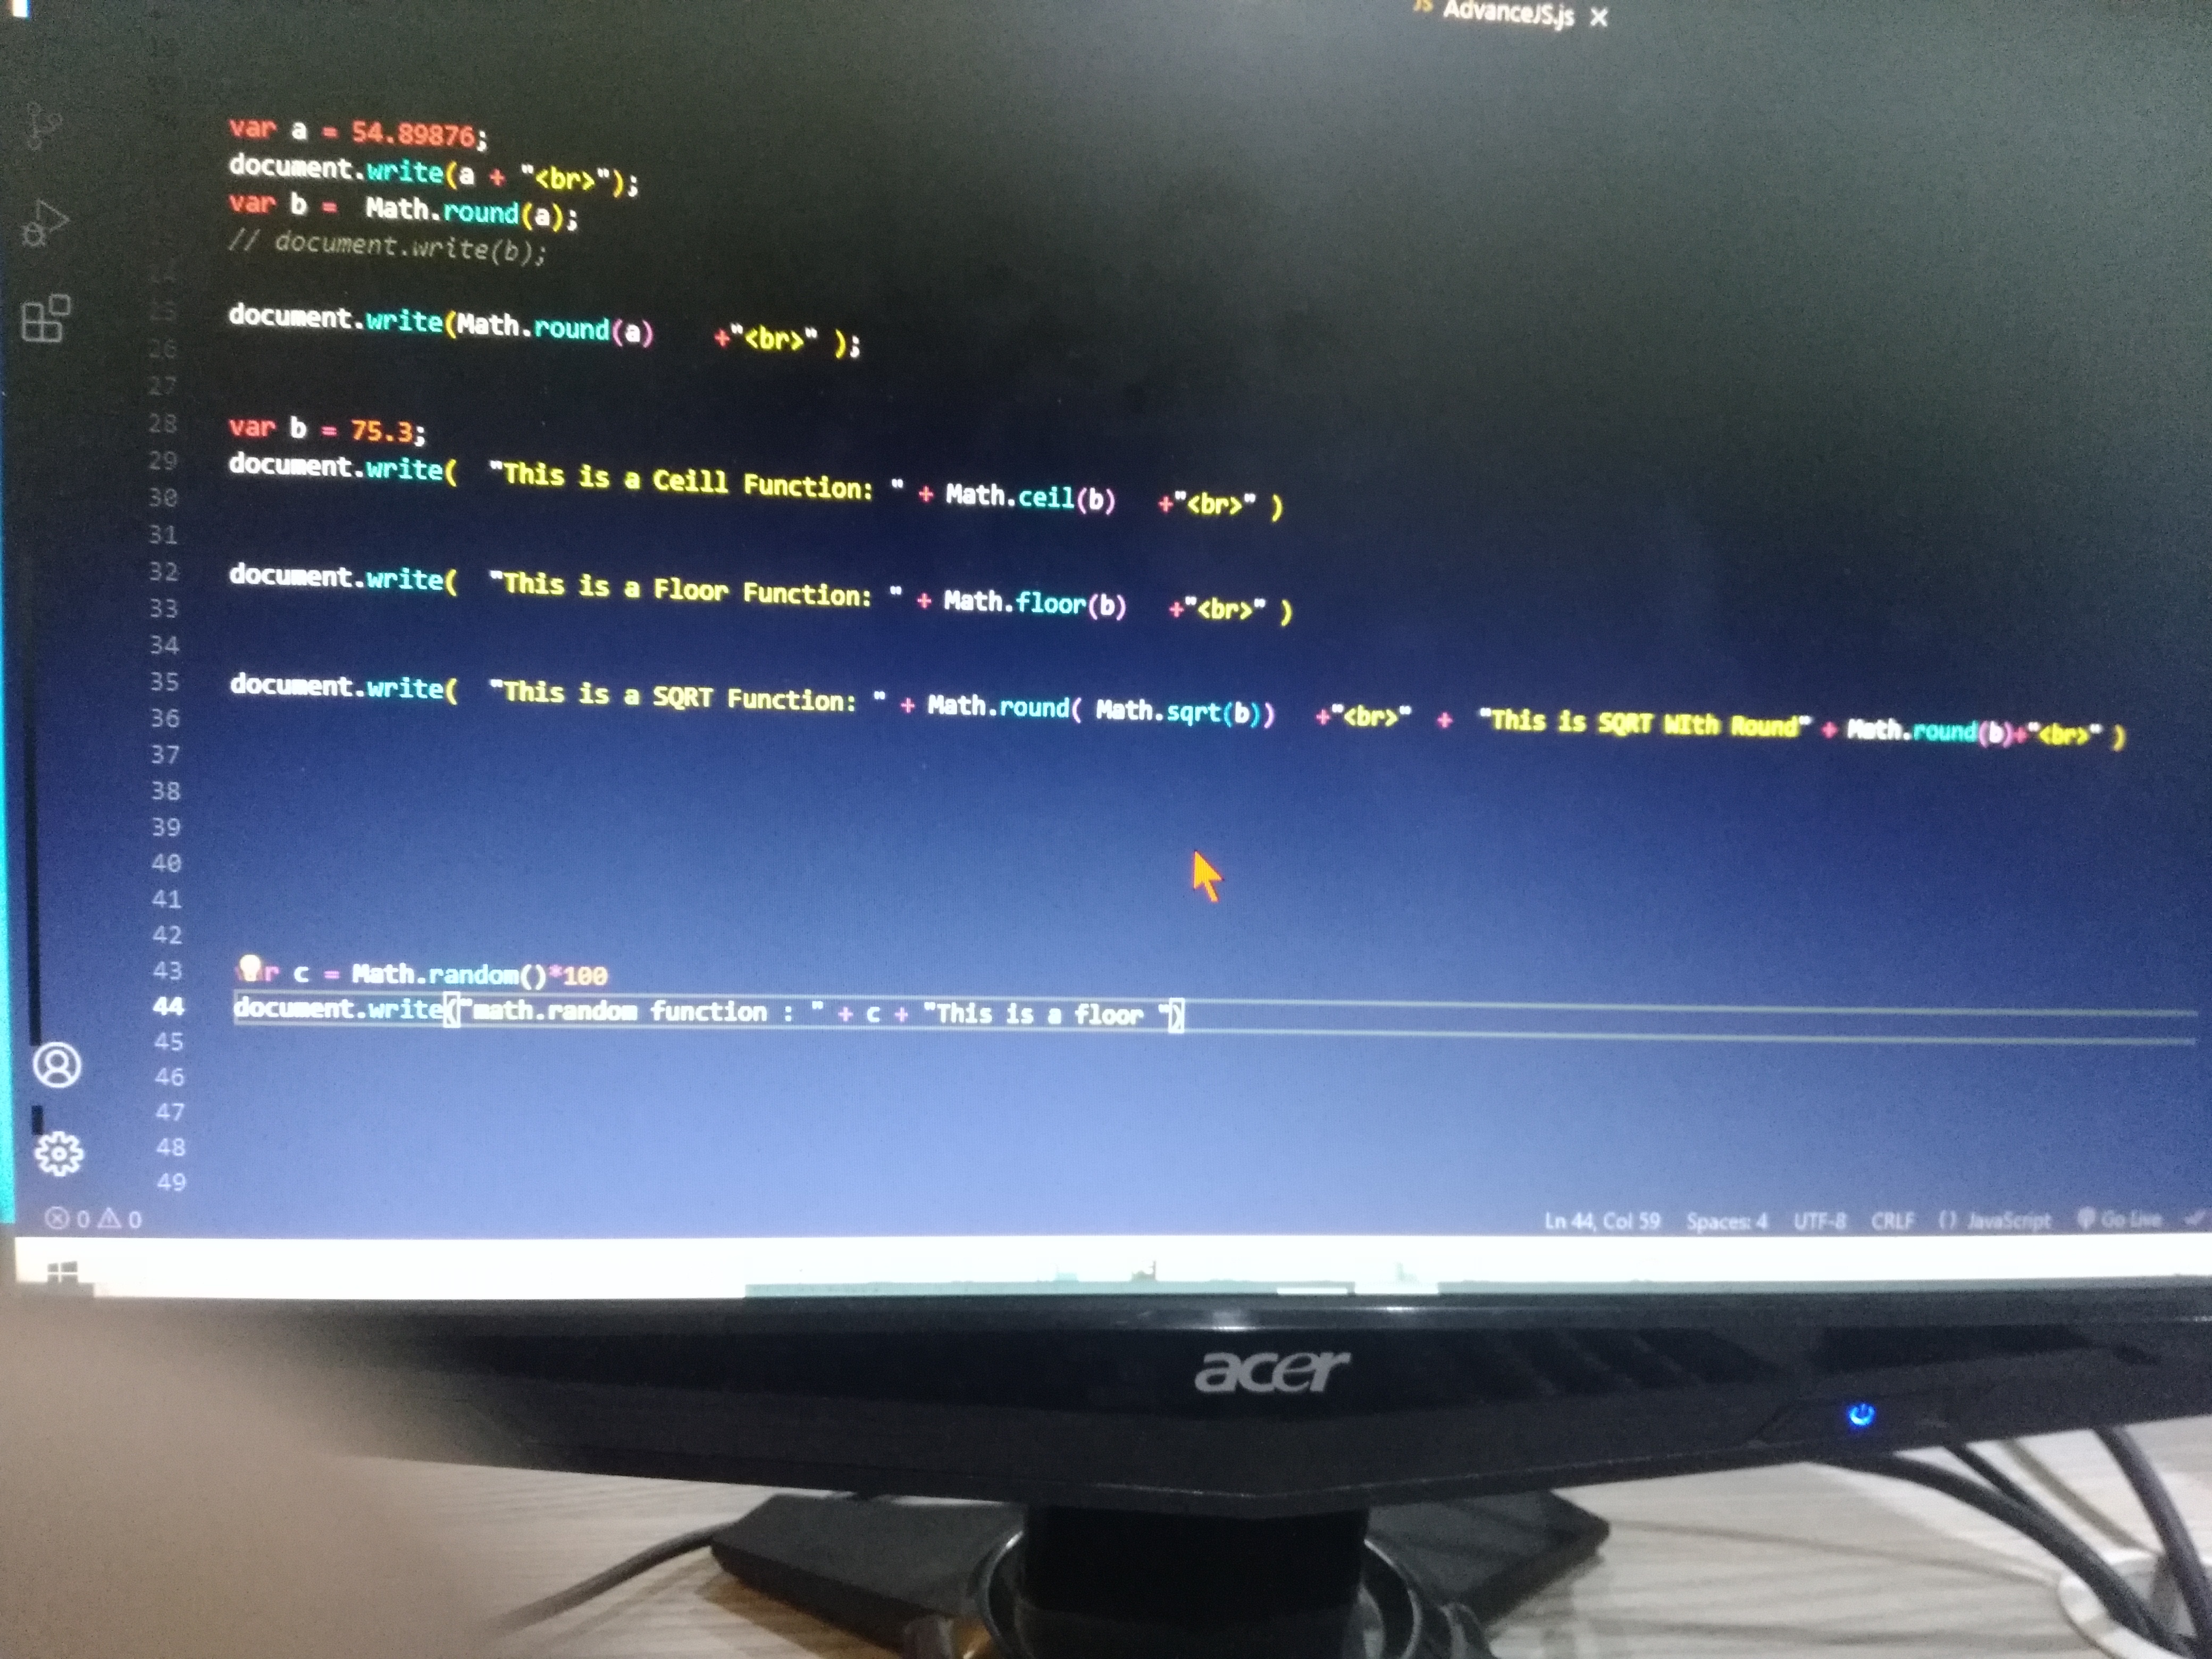 JS AdvanceJS.js ✕
var a = 54.89876;
document.write(a + "<br>");
var b =  Math.round(a);
// document.write(b);
25 document.write(Math.round(a)    +"<br>" );
26
27
28 var b = 75.3;
29 document.write(  "This is a Ceill Function: " + Math.ceil(b)   +"<br>" )
30
31
32 document.write(  "This is a Floor Function: " + Math.floor(b)   +"<br>" )
33
34
35 document.write(  "This is a SQRT Function: " + Math.round( Math.sqrt(b))   +"<br>"  +  "This is SQRT WIth Round" + Math.round(b)+"<br>" )
36
37
38
39
40
41
42
43 r c = Math.random()*100
44 document.write("math.random function : " + c + "This is a floor ")
45
46
47
48
49
0 0 Ln 44, Col 59 Spaces: 4 UTF-8 CRLF () JavaScript Go Live
acer